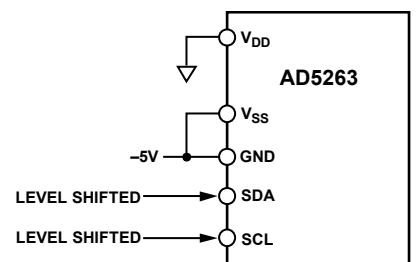 VDD
AD5263
VSS
–5V GND
LEVEL SHIFTED SDA
LEVEL SHIFTED SCL